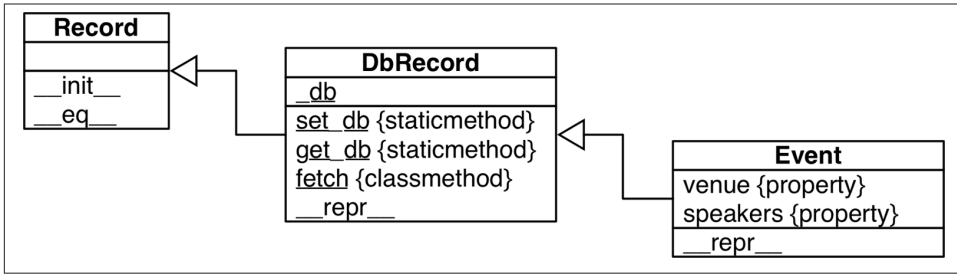 Record
__init__
__eq__
DbRecord
_db
set_db {staticmethod}
get_db {staticmethod}
fetch {classmethod}
__repr__
Event
venue {property}
speakers {property}
__repr__